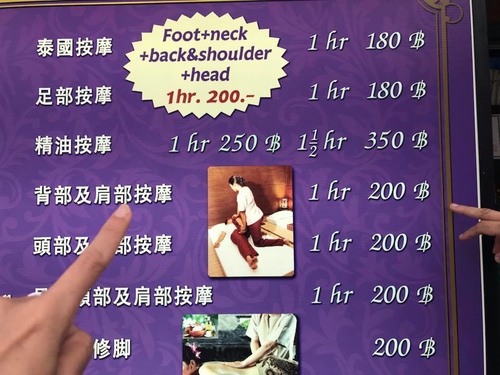 Foot+neck
+back&shoulder
+head
1hr. 200.-
泰國按摩 1 hr 180 ฿
足部按摩 1 hr 180 ฿
精油按摩 1 hr 250 ฿ 1½ hr 350 ฿
背部及肩部按摩 1 hr 200 ฿
頭部及部按摩 1 hr 200 ฿
頭部及肩部按摩 1 hr 200 ฿
修脚 200 ฿